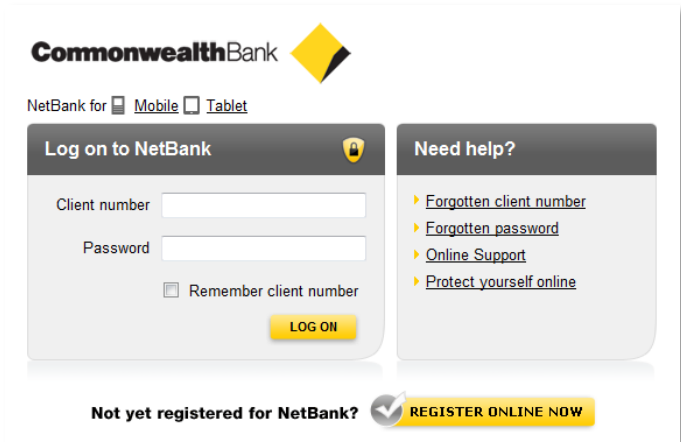 CommonwealthBank
NetBank for Mobile Tablet
Log on to NetBank
Client number
Password
Remember client number
LOG ON
Need help?
Forgotten client number
Forgotten password
Online Support
Protect yourself online
Not yet registered for NetBank? REGISTER ONLINE NOW